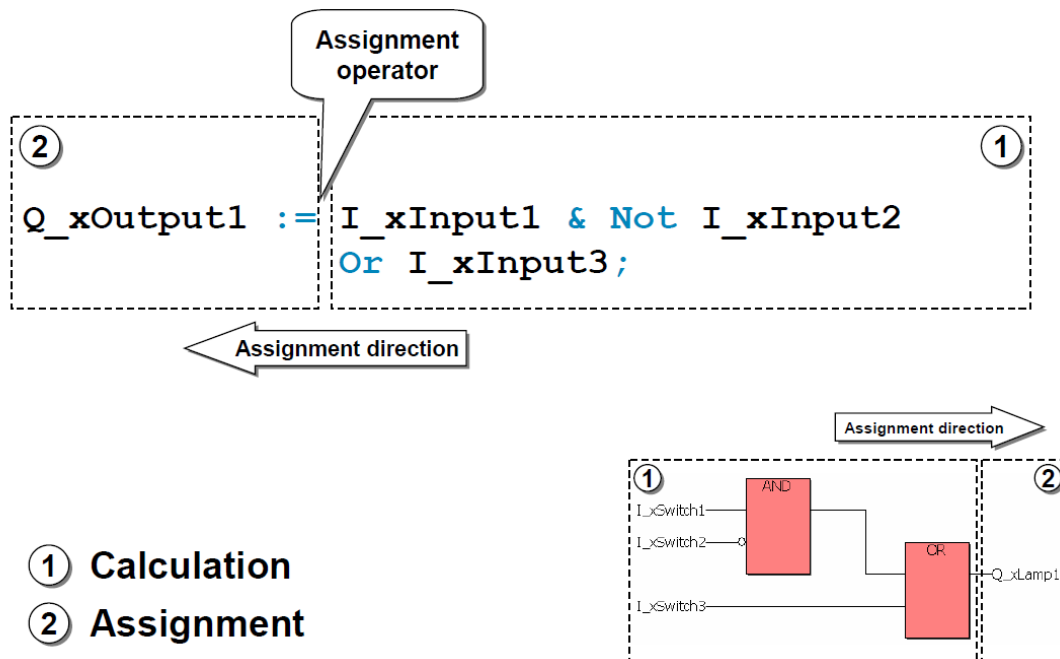 Assignment
operator
2
1
Q_xOutput1 := I_xInput1 & Not I_xInput2
Or I_xInput3;
Assignment direction
Assignment direction
1
2
AND
I_xSwitch1
I_xSwitch2
OR
Q_xLamp1
I_xSwitch3
1 Calculation
2 Assignment